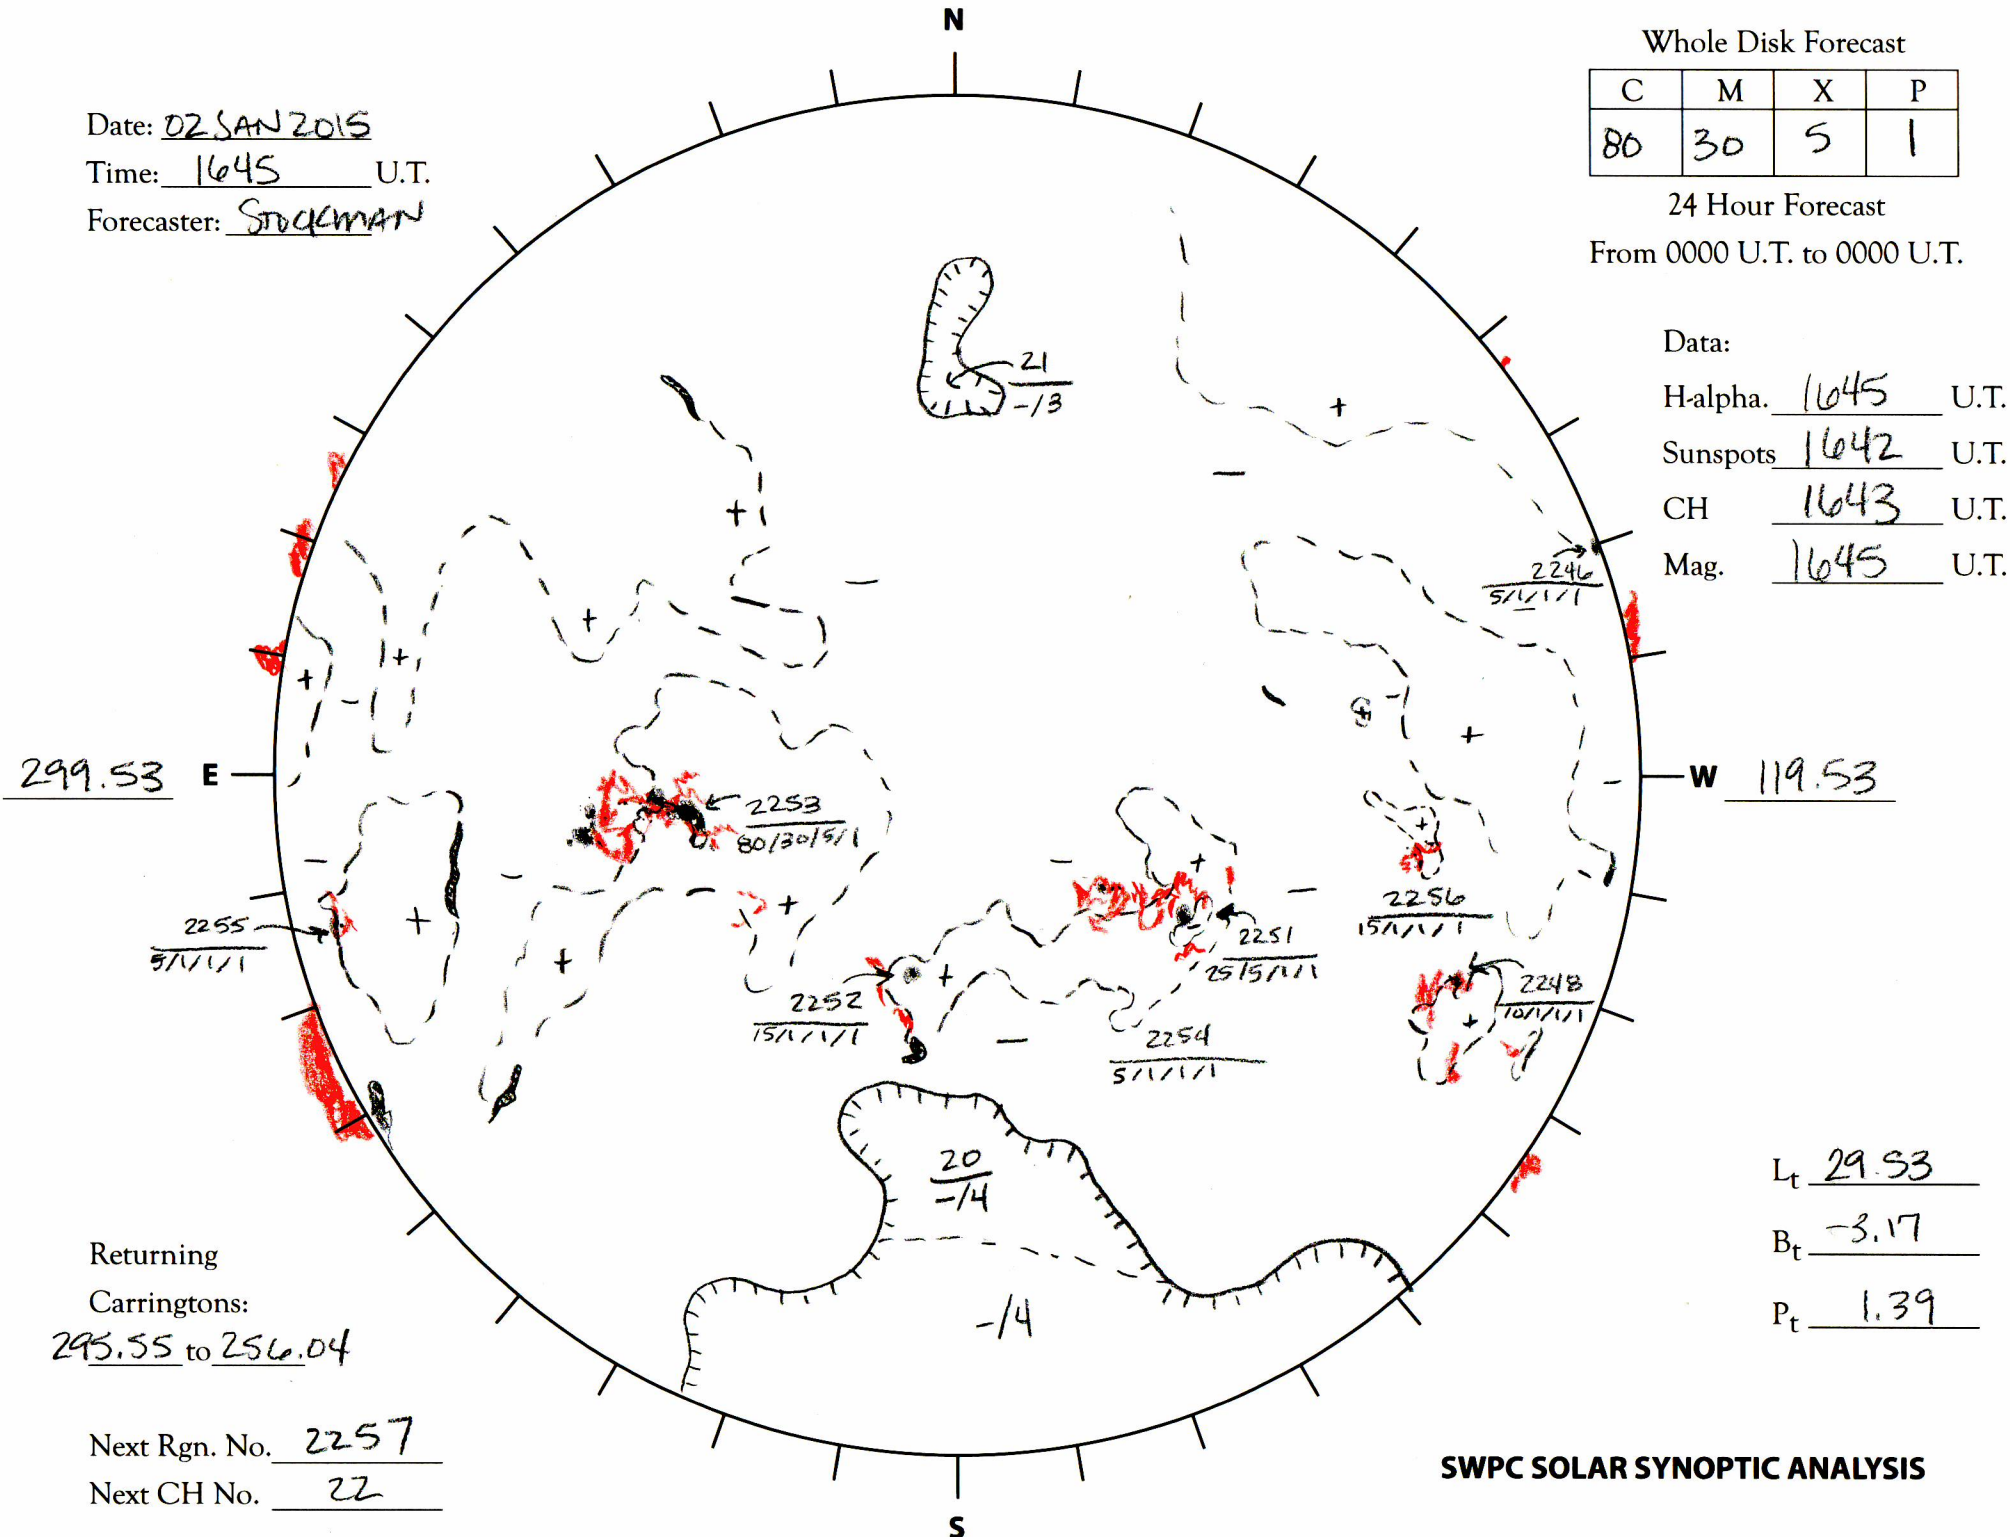 N
Date: 02 JAN 2015
Time: 1645 U.T.
Forecaster: STOCKMAN
Whole Disk Forecast
C M X P
80 30 5 1
24 Hour Forecast
From 0000 U.T. to 0000 U.T.
Data:
H-alpha. 1645 U.T.
Sunspots 1642 U.T.
CH 1643 U.T.
Mag. 1645 U.T.
21
-/3
+
-
+
-
2246
5/1/1/1
+
+
+
-
-
+
299.53 E
W 119.53
-
2253
80/30/5/1
+
-
-
+
-
-
+
+
2256
15/1/1/1
2255
5/1/1/1
2251
25/5/1/1
+
+
2252
15/1/1/1
2248
10/1/1/1
+
-
2254
5/1/1/1
20
-/4
-/4
Lt 29.53
Bt -3.17
Pt 1.39
Returning
Carringtons:
295.55 to 256.04
Next Rgn. No. 2257
Next CH No. 22
SWPC SOLAR SYNOPTIC ANALYSIS
S